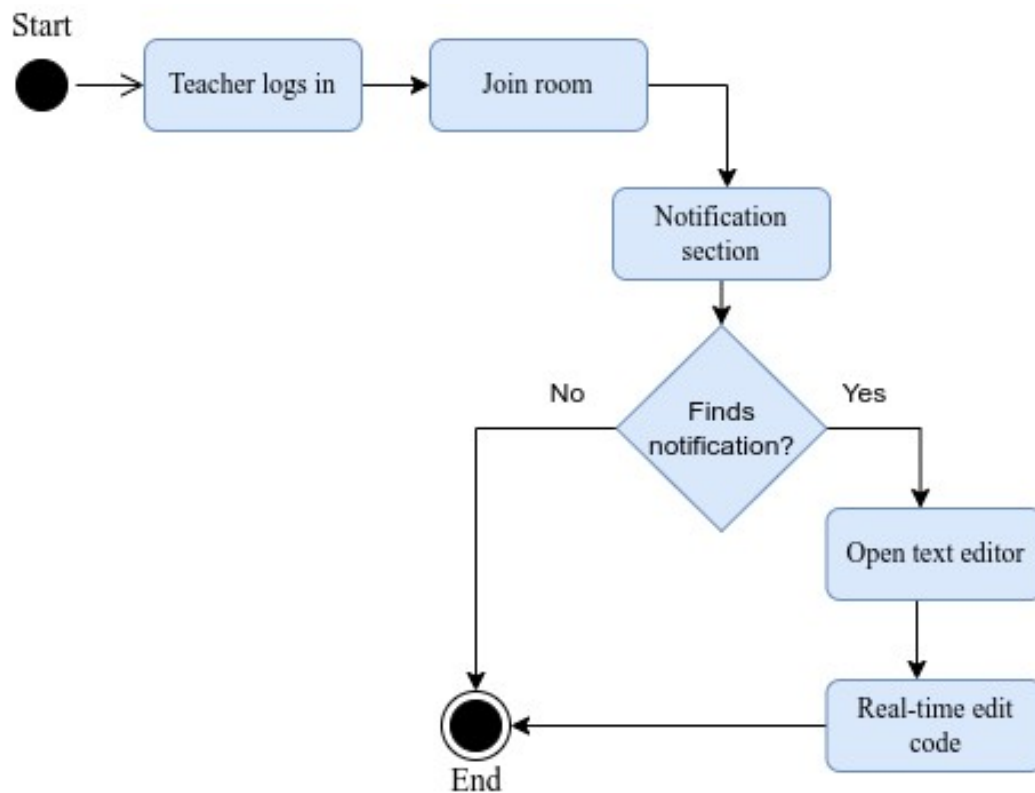 Start
Teacher logs in
Join room
Notification
section
Finds
notification?
No
Yes
Open text editor
Real-time edit
code
End